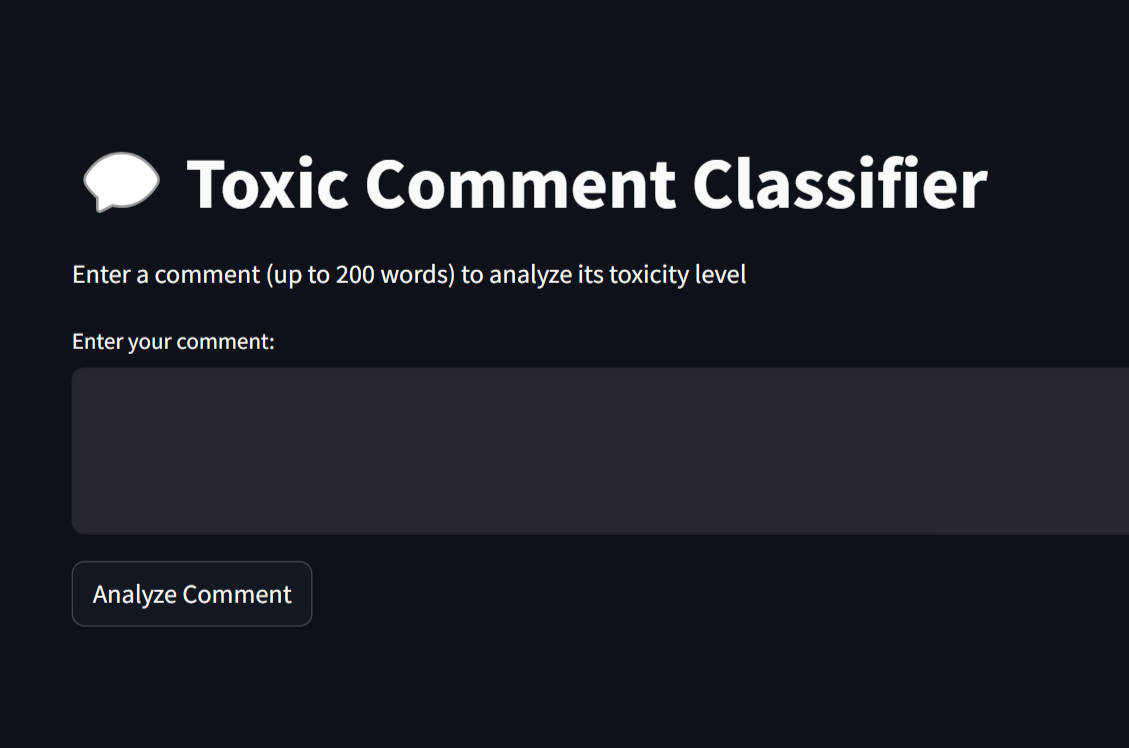 Toxic Comment Classifier
Enter a comment (up to 200 words) to analyze its toxicity level
Enter your comment:
Analyze Comment